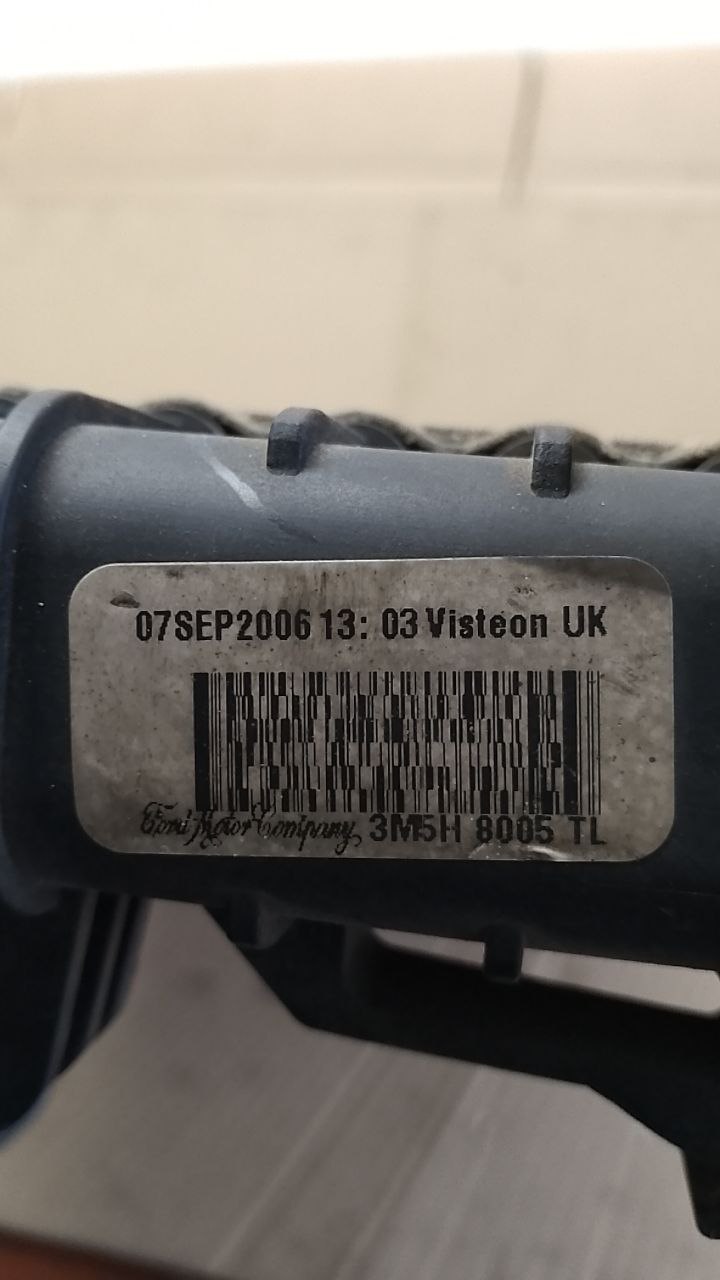 07SEP2006 13: 03 Visteon UK
Ford Motor Company 3M5H 8005 TL